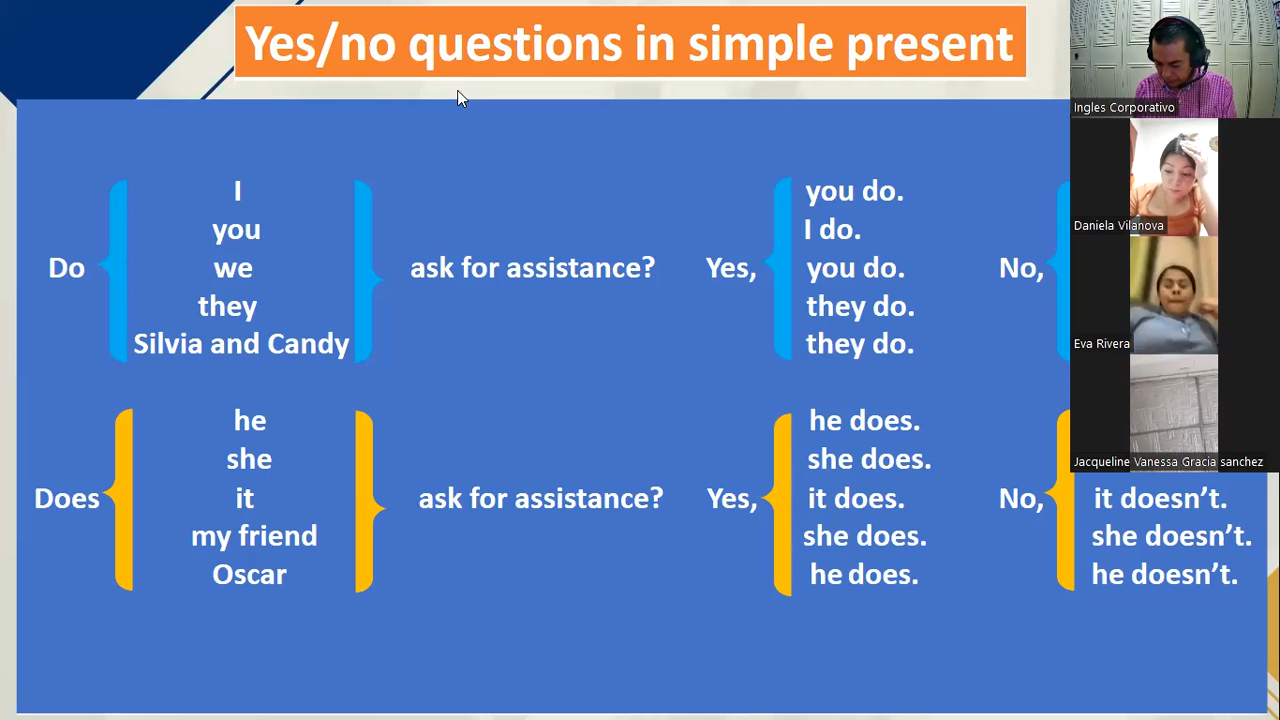 Yes/no questions in simple present
Do
I
you
we
they
Silvia and Candy
ask for assistance?
Yes,
you do.
I do.
you do.
they do.
they do.
No,
Does
he
she
it
my friend
Oscar
ask for assistance?
Yes,
he does.
she does.
it does.
she does.
he does.
No,
it doesn't.
she doesn't.
he doesn't.
Ingles Corporativo
Daniela Vilanova
Eva Rivera
Jacqueline Vanessa Gracia sanchez